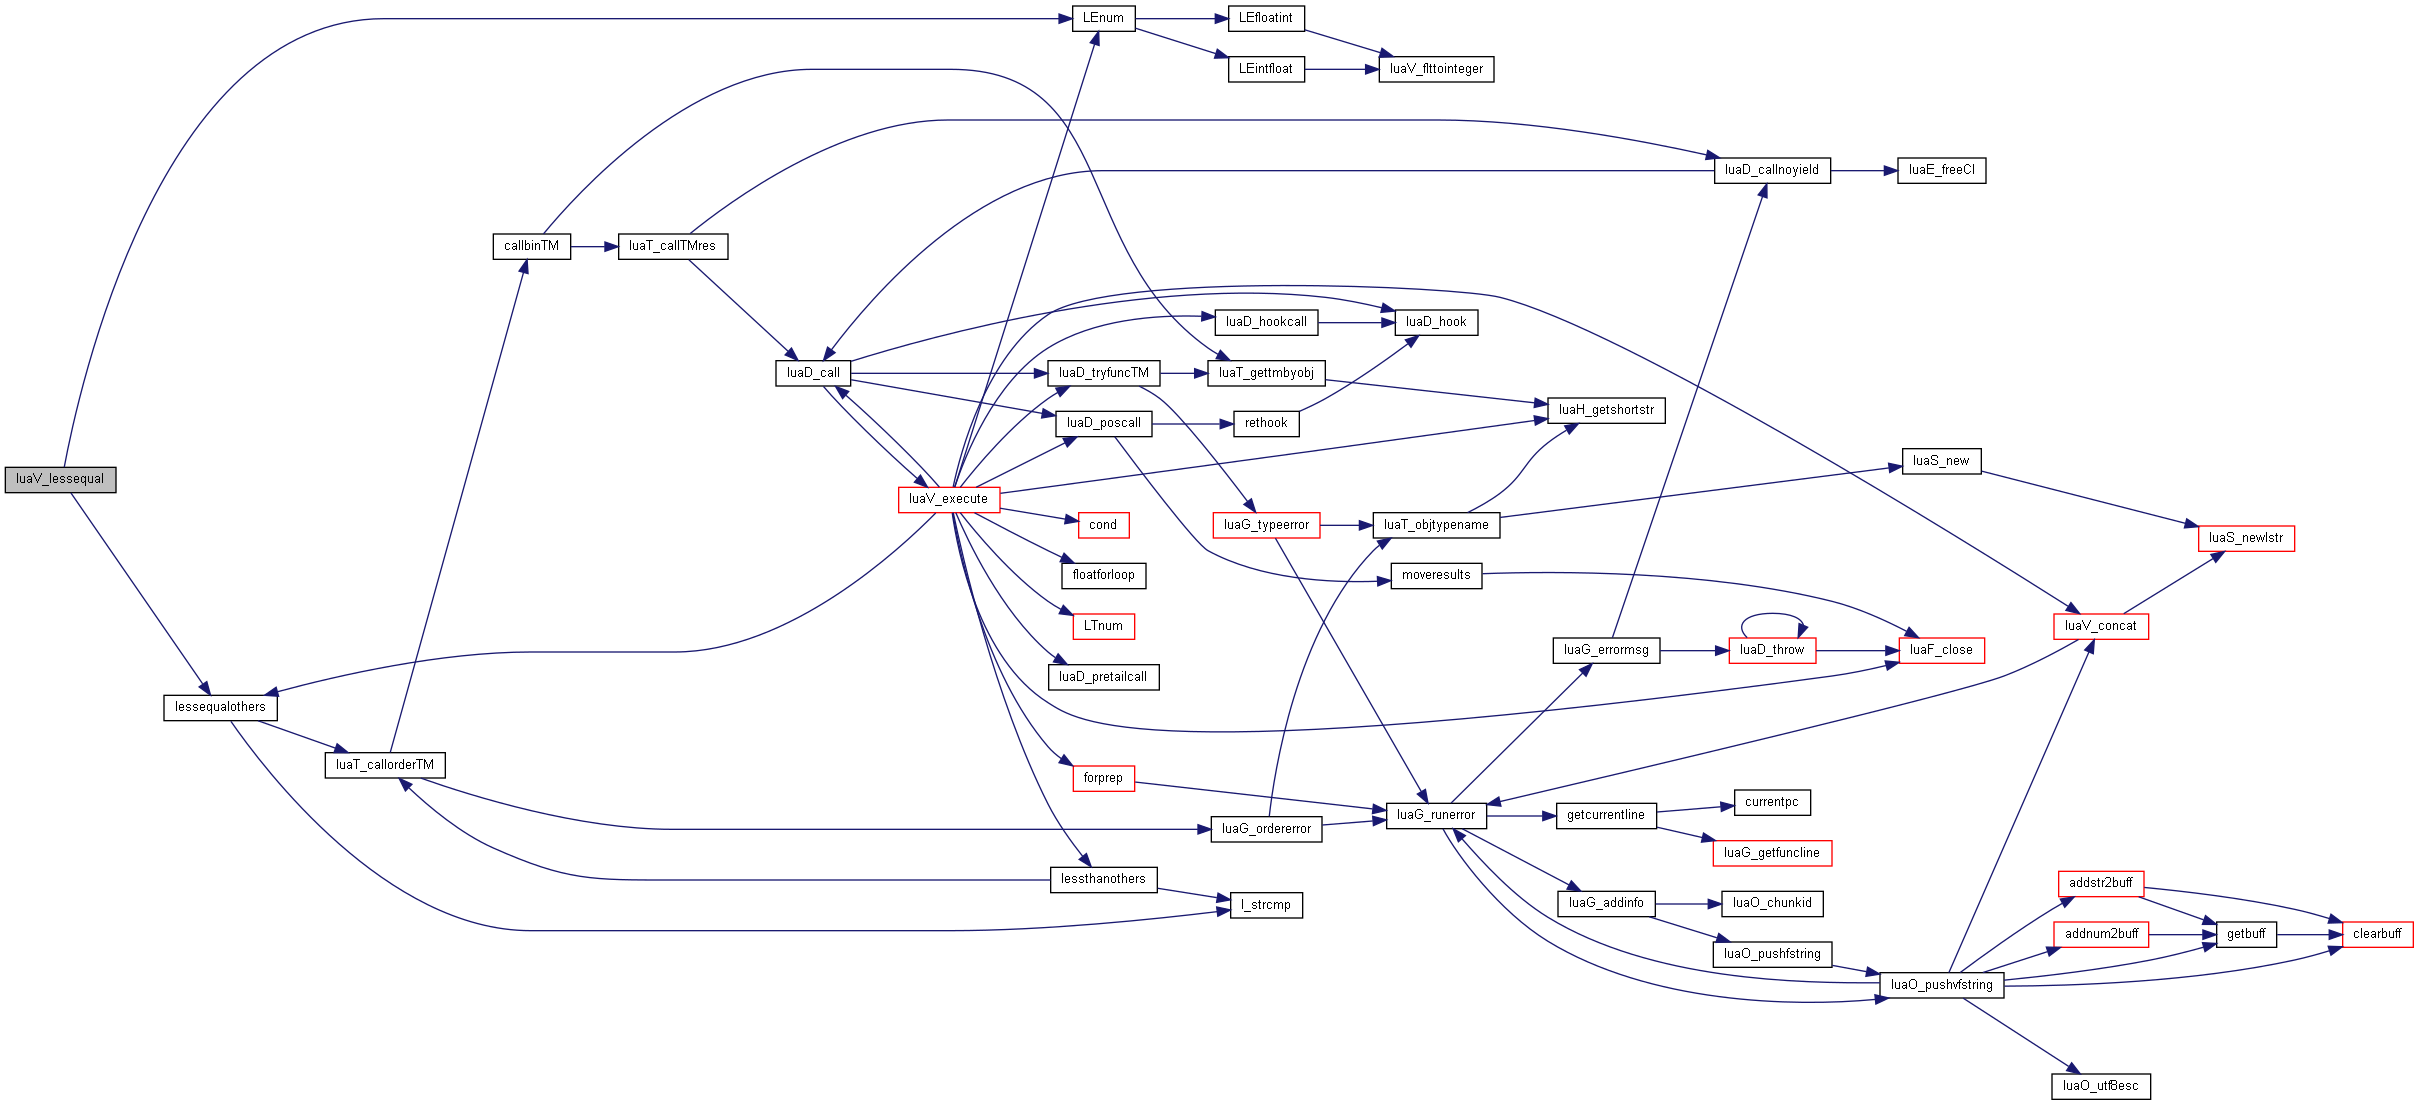 LEnum
LEfloatint
LEintfloat
luaV_flttointeger
luaD_callnoyield
luaE_freeCI
callbinTM
luaT_callTMres
luaD_hookcall
luaD_hook
luaD_call
luaD_tryfuncTM
luaT_gettmbyobj
luaD_poscall
rethook
luaH_getshortstr
luaV_lessequal
luaV_execute
luaS_new
cond
luaG_typeerror
luaT_objtypename
luaS_newlstr
floatforloop
moveresults
LTnum
luaV_concat
luaD_pretailcall
luaG_errormsg
luaD_throw
luaF_close
lessequalothers
luaT_callorderTM
forprep
luaG_ordererror
luaG_runerror
getcurrentline
currentpc
luaG_getfuncline
lessthanothers
l_strcmp
luaG_addinfo
luaO_chunkid
addstr2buff
luaO_pushfstring
addnum2buff
getbuff
clearbuff
luaO_pushvfstring
luaO_utf8esc